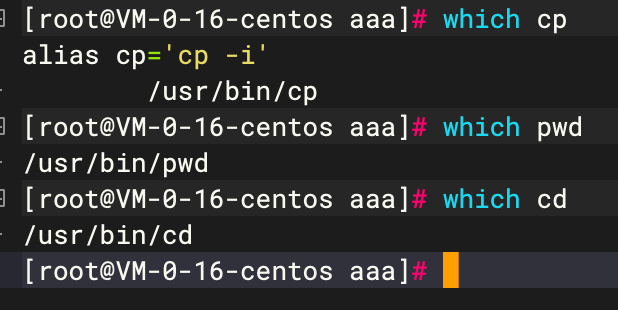 [root@VM-0-16-centos aaa]# which cp
alias cp='cp -i'
        /usr/bin/cp
[root@VM-0-16-centos aaa]# which pwd
/usr/bin/pwd
[root@VM-0-16-centos aaa]# which cd
/usr/bin/cd
[root@VM-0-16-centos aaa]#